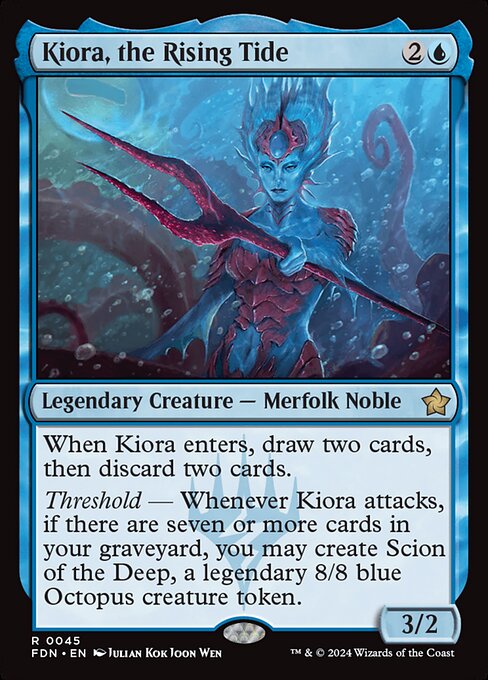 Kiora, the Rising Tide 2
Legendary Creature — Merfolk Noble
When Kiora enters, draw two cards,
then discard two cards.
Threshold — Whenever Kiora attacks,
if there are seven or more cards in
your graveyard, you may create Scion
of the Deep, a legendary 8/8 blue
Octopus creature token.
3/2
R 0045
FDN • EN Julian Kok Joon Wen
™ & © 2024 Wizards of the Coast